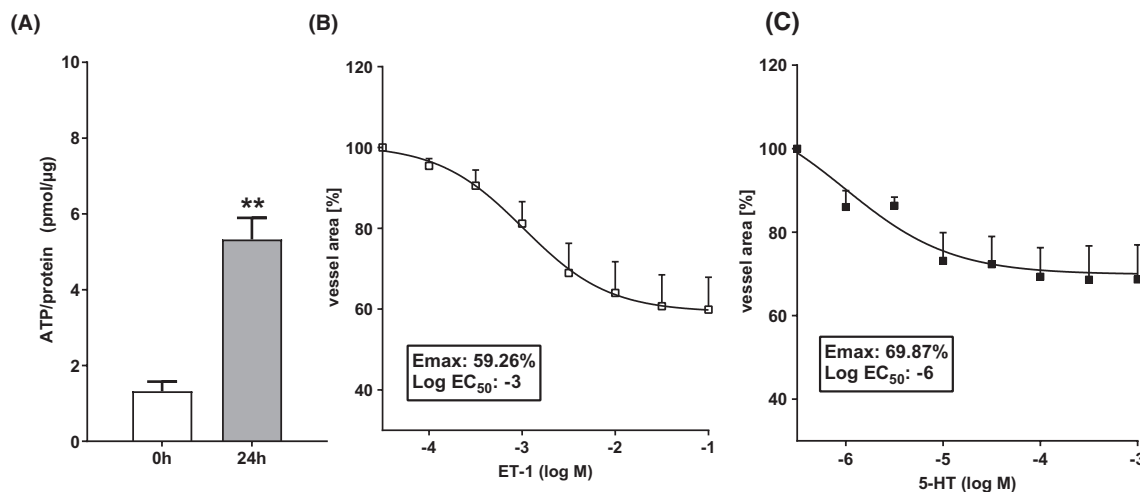 (A)
10
8
6
4
2
0
ATP/protein (pmol/µg)
**
0h
24h
(B)
120
100
80
60
40
vessel area [%]
Emax: 59.26%
Log EC50: -3
-4
-3
-2
-1
ET-1 (log M)
(C)
120
100
80
60
40
vessel area [%]
Emax: 69.87%
Log EC50: -6
-6
-5
-4
-3
5-HT (log M)